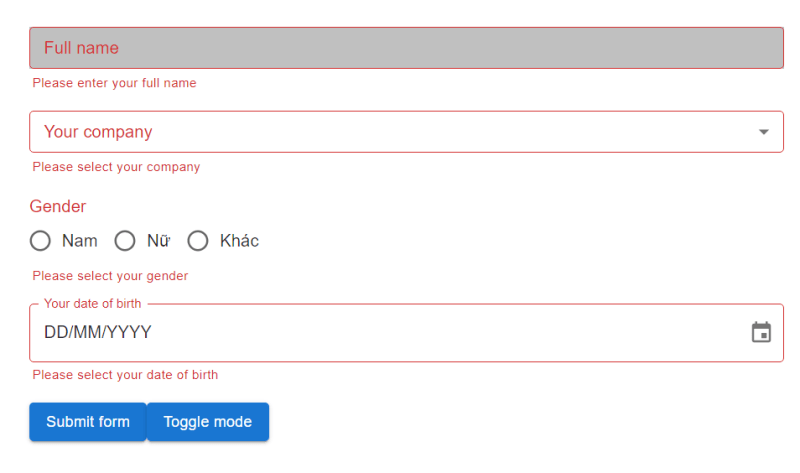 Full name
Please enter your full name
Your company
Please select your company
Gender
Nam Nữ Khác
Please select your gender
Your date of birth
DD/MM/YYYY
Please select your date of birth
Submit form Toggle mode